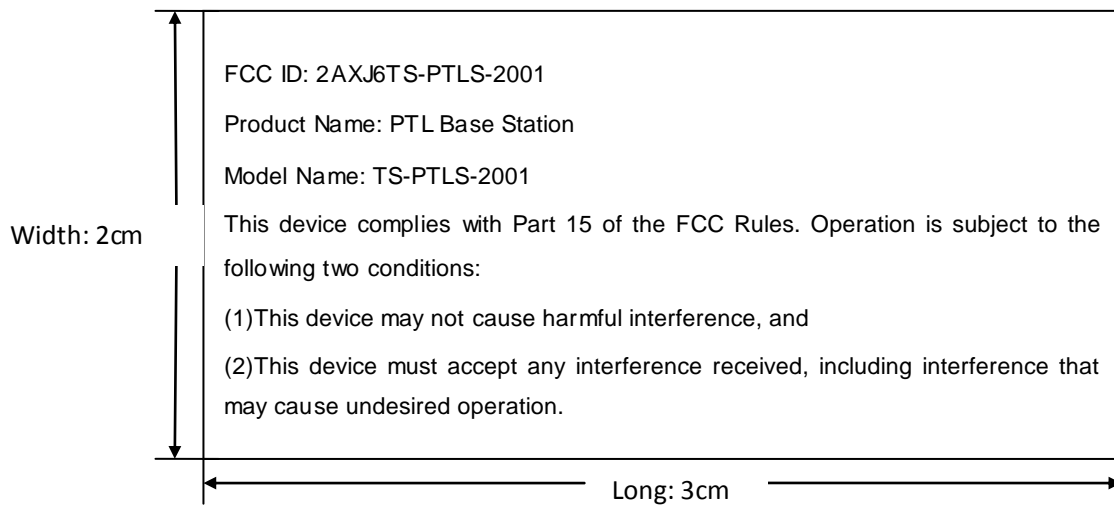 FCC ID: 2AXJ6TS-PTLS-2001
Product Name: PTL Base Station
Model Name: TS-PTLS-2001
Width: 2cm
This device complies with Part 15 of the FCC Rules. Operation is subject to the
following two conditions:
(1)This device may not cause harmful interference, and
(2)This device must accept any interference received, including interference that
may cause undesired operation.
Long: 3cm